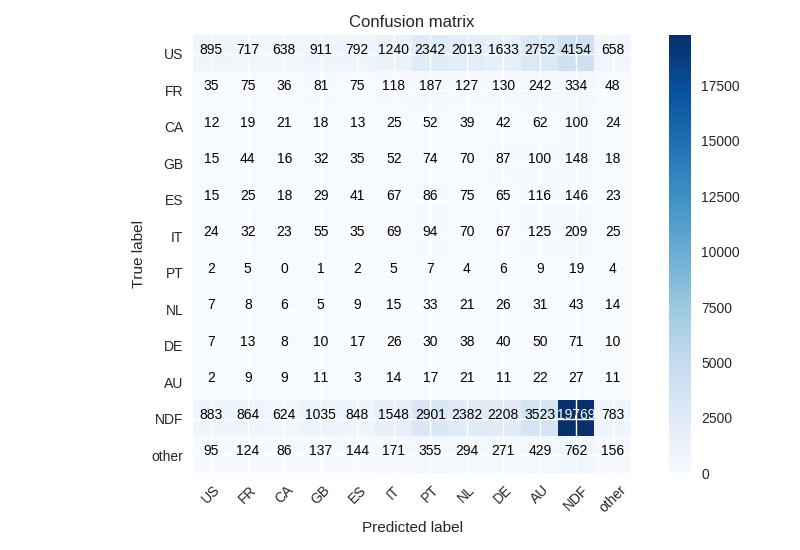 Confusion matrix
US 895 717 638 911 792 1240 2342 2013 1633 2752 4154 658
FR 35 75 36 81 75 118 187 127 130 242 334 48
CA 12 19 21 18 13 25 52 39 42 62 100 24
GB 15 44 16 32 35 52 74 70 87 100 148 18
ES 15 25 18 29 41 67 86 75 65 116 146 23
IT 24 32 23 55 35 69 94 70 67 125 209 25
PT 2 5 0 1 2 5 7 4 6 9 19 4
NL 7 8 6 5 9 15 33 21 26 31 43 14
DE 7 13 8 10 17 26 30 38 40 50 71 10
AU 2 9 9 11 3 14 17 21 11 22 27 11
NDF 883 864 624 1035 848 1548 2901 2382 2208 3523 19769 783
other 95 124 86 137 144 171 355 294 271 429 762 156
US FR CA GB ES IT PT NL DE AU NDF other
Predicted label
True label
17500
15000
12500
10000
7500
5000
2500
0